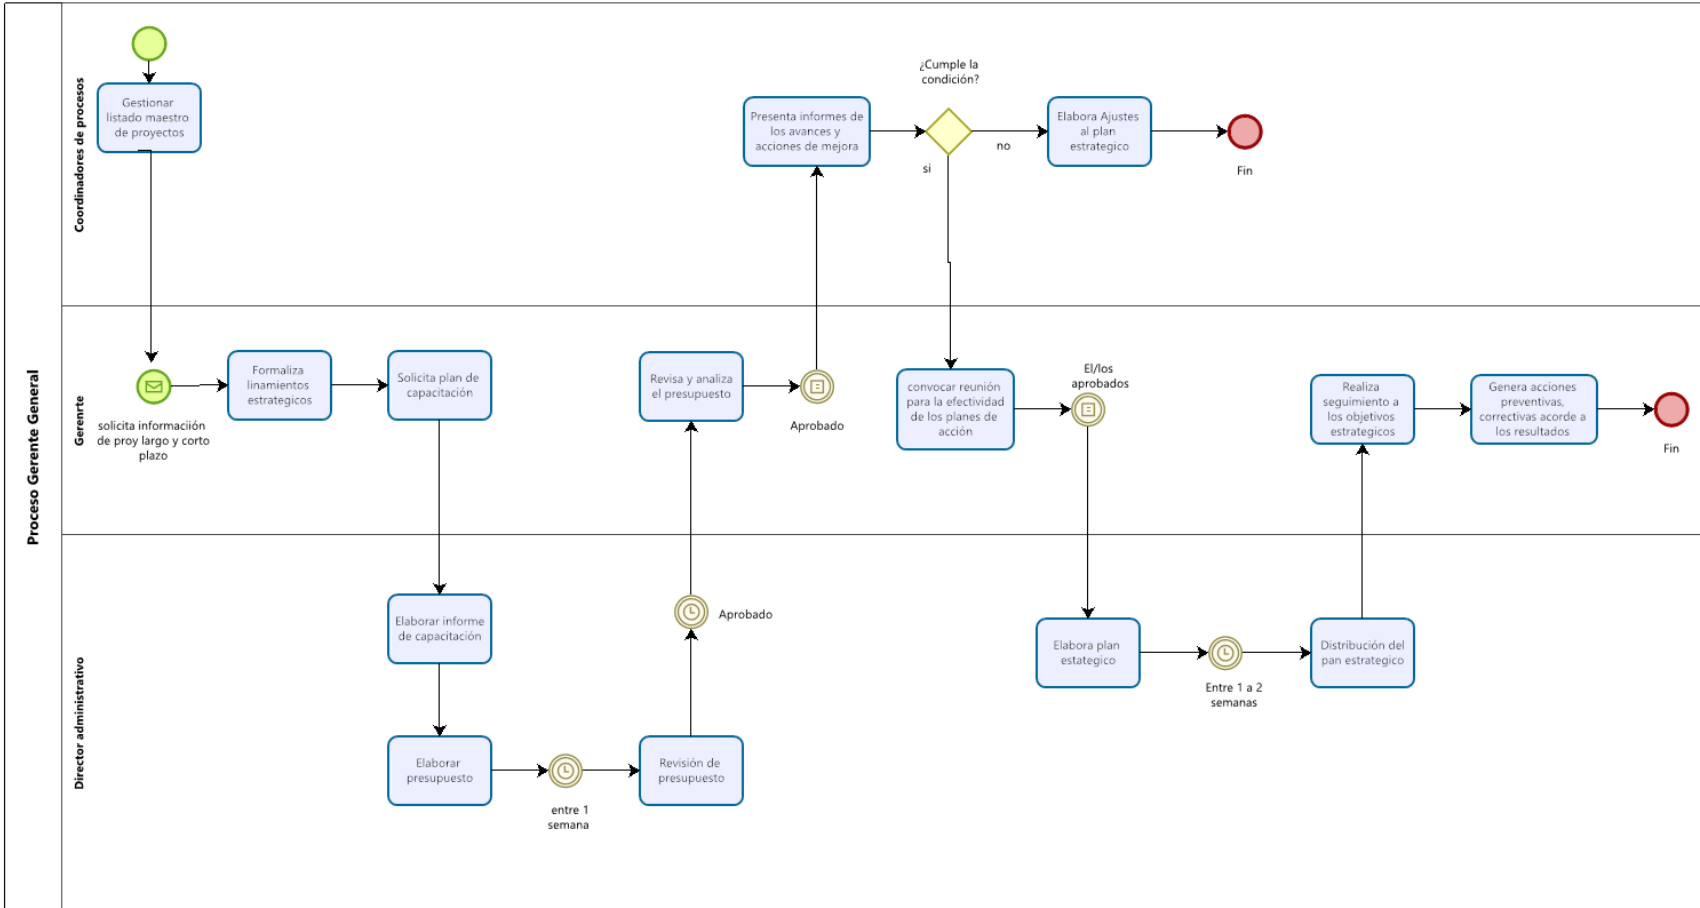 Proceso Gerente General
Coordinadores de procesos
Gestionar
listado maestro
de proyectos
Presenta informes de
los avances y
acciones de mejora
¿Cumple la
condición?
si
no
Elabora Ajustes
al plan
estrategico
Fin
Gerenrte
solicita informaciión
de proy largo y corto
plazo
Formaliza
linamientos
estrategicos
Solicita plan de
capacitación
Revisa y analiza
el presupuesto
Aprobado
convocar reunión
para la efectividad
de los planes de
acción
El/los
aprobados
Realiza
seguimiento a
los objetivos
estrategicos
Genera acciones
preventivas,
correctivas acorde a
los resultados
Fin
Director administrativo
Elaborar informe
de capacitación
Elaborar
presupuesto
entre 1
semana
Revisión de
presupuesto
Aprobado
Elabora plan
estategico
Entre 1 a 2
semanas
Distribución del
pan estrategico